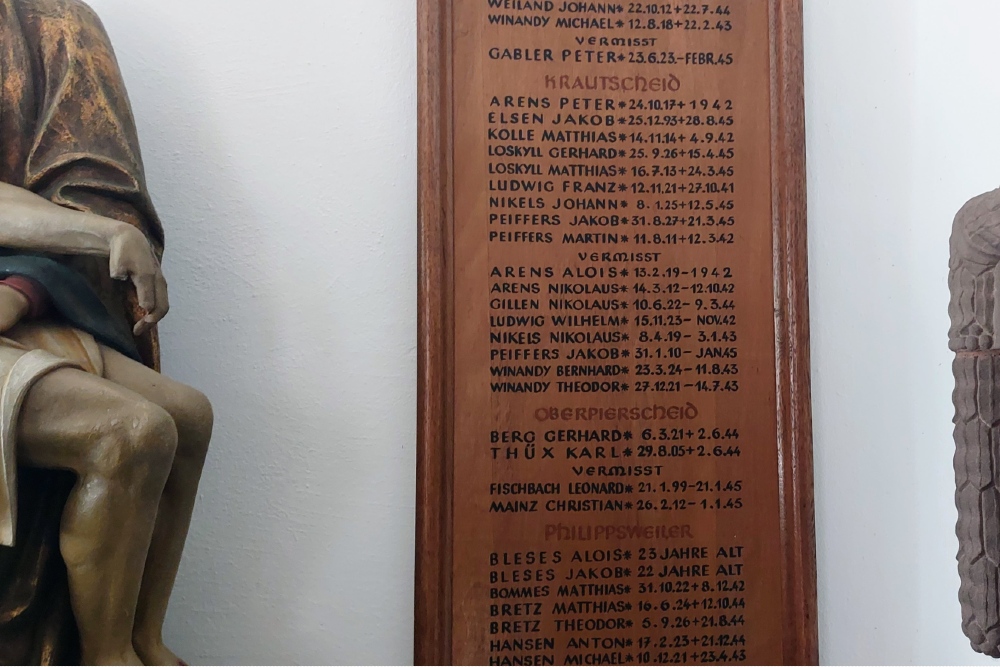 WEILAND JOHANN* 22.10.12+22.7.44
WINANDY MICHAEL* 12.8.18+22.2.43
VERMISST
GABLER PETER* 23.6.23.-FEBR.45
KRAUTSCHEID
ARENS PETER* 24.10.17+ 1942
ELSEN JAKOB* 25.12.93+28.8.45
KOLLE MATTHIAS* 14.11.14+ 4.9.42
LOSKYLL GERHARD* 25.9.26+15.4.45
LOSKYLL MATTHIAS* 16.7.13+24.3.45
LUDWIG FRANZ* 12.11.21+27.10.41
NIKELS JOHANN* 8.1.25+12.5.45
PEIFFERS JAKOB* 31.8.27+21.3.45
PEIFFERS MARTIN* 11.8.11+12.3.42
VERMISST
ARENS ALOIS* 13.2.19-1942
ARENS NIKOLAUS* 14.3.12-12.10.42
GILLEN NIKOLAUS* 10.6.22- 9.3.44
LUDWIG WILHELM* 15.11.23- NOV.42
NIKELS NIKOLAUS* 8.4.19- 3.1.43
PEIFFERS JAKOB* 31.1.10- JAN45
WINANDY BERNHARD* 23.3.24-11.8.43
WINANDY THEODOR* 27.12.21-14.7.43
OBERPIERSCHEID
BERG GERHARD* 6.3.21+2.6.44
THÜX KARL* 29.8.05+2.6.44
VERMISST
FISCHBACH LEONARD* 21.1.99-21.1.45
MAINZ CHRISTIAN* 26.2.12-1.1.45
PHILIPPSWEILER
BLESES ALOIS* 23 JAHRE ALT
BLESES JAKOB* 22 JAHRE ALT
BOMMES MATTHIAS* 31.10.22+8.12.42
BRETZ MATTHIAS* 16.6.24+12.10.44
BRETZ THEODOR* 5.9.26+21.8.44
HANSEN ANTON* 17.2.23+21.12.44
HANSEN MICHAEL* 10.12.21+23.4.43